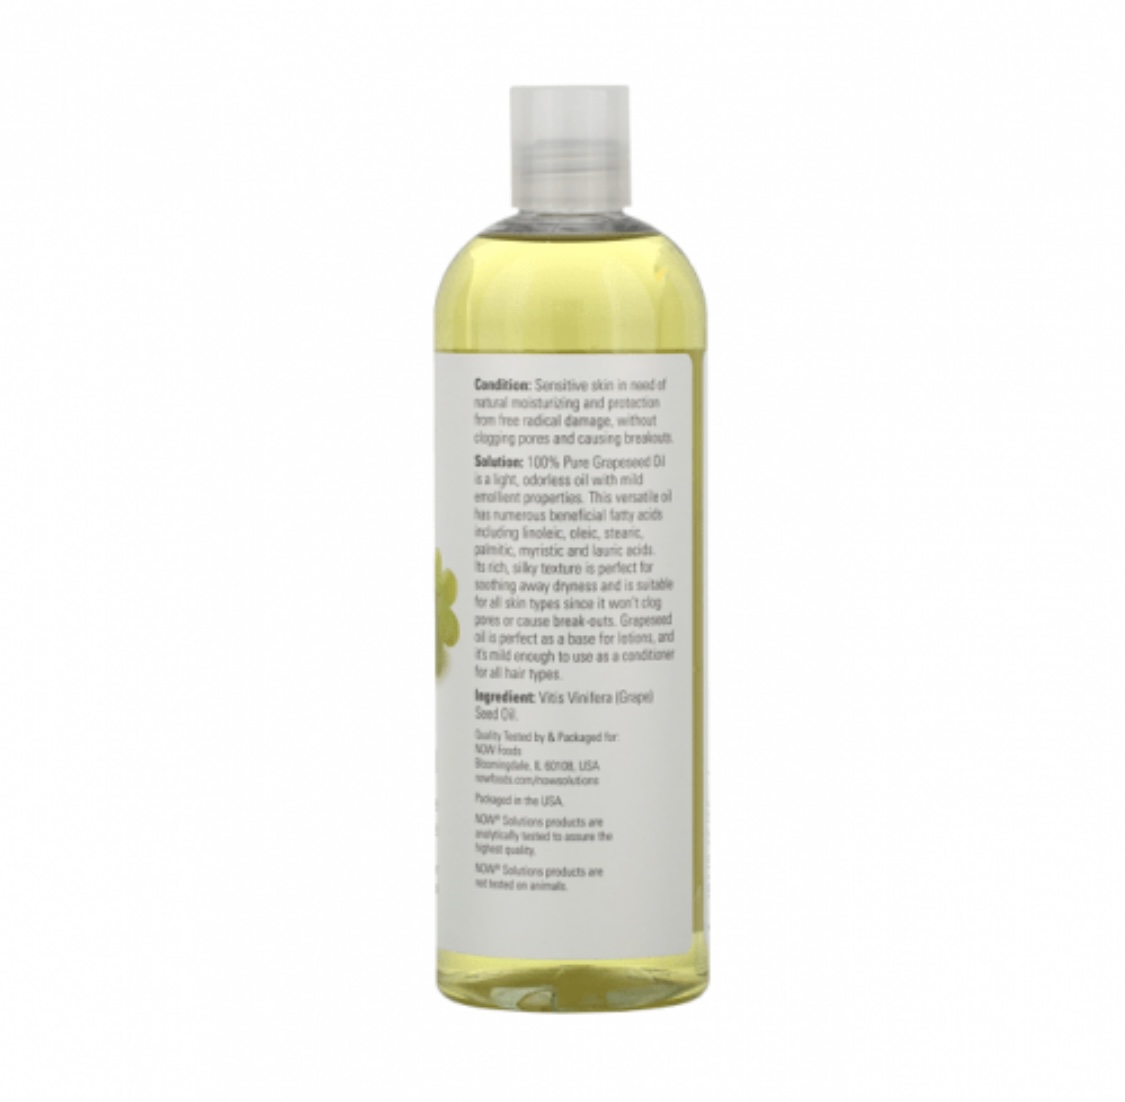 Condition: Sensitive skin in need of
natural moisturizing and protection
from free radical damage, without
clogging pores and causing breakouts.
Solution: 100% Pure Grapeseed Oil
is a light, odorless oil with mild
emollient properties. This versatile oil
has numerous beneficial fatty acids
including linoleic, oleic, stearic,
palmitic, myristic and lauric acids.
Its rich, silky texture is perfect for
soothing away dryness and is suitable
for all skin types since it won't clog
pores or cause break-outs. Grapeseed
oil is perfect as a base for lotions, and
it's mild enough to use as a conditioner
for all hair types.
Ingredient: Vitis Vinifera (Grape)
Seed Oil.
Quality Tested by & Packaged for:
NOW Foods
Bloomingdale, IL 60108, USA
nowfoods.com/nowsolutions
Packaged in the USA.
NOW® Solutions products are
analytically tested to assure the
highest quality.
NOW® Solutions products are
not tested on animals.